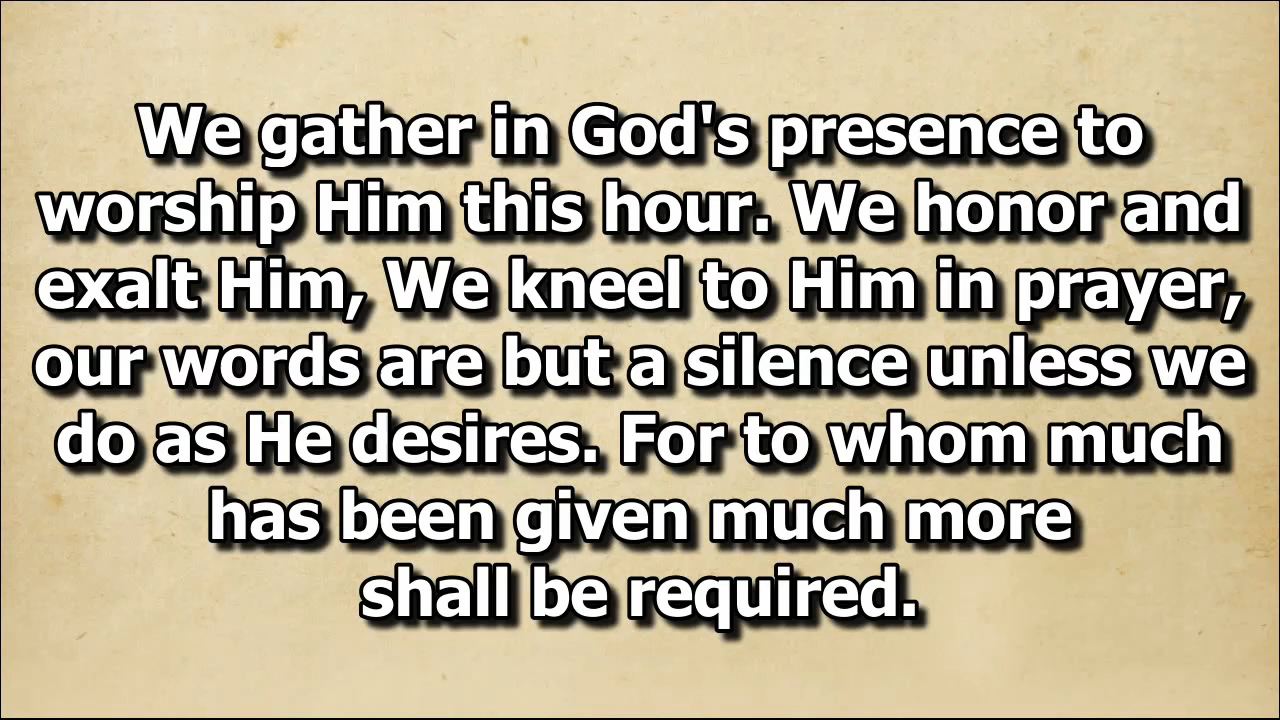 We gather in God's presence to
worship Him this hour. We honor and
exalt Him, We kneel to Him in prayer,
our words are but a silence unless we
do as He desires. For to whom much
has been given much more
shall be required.